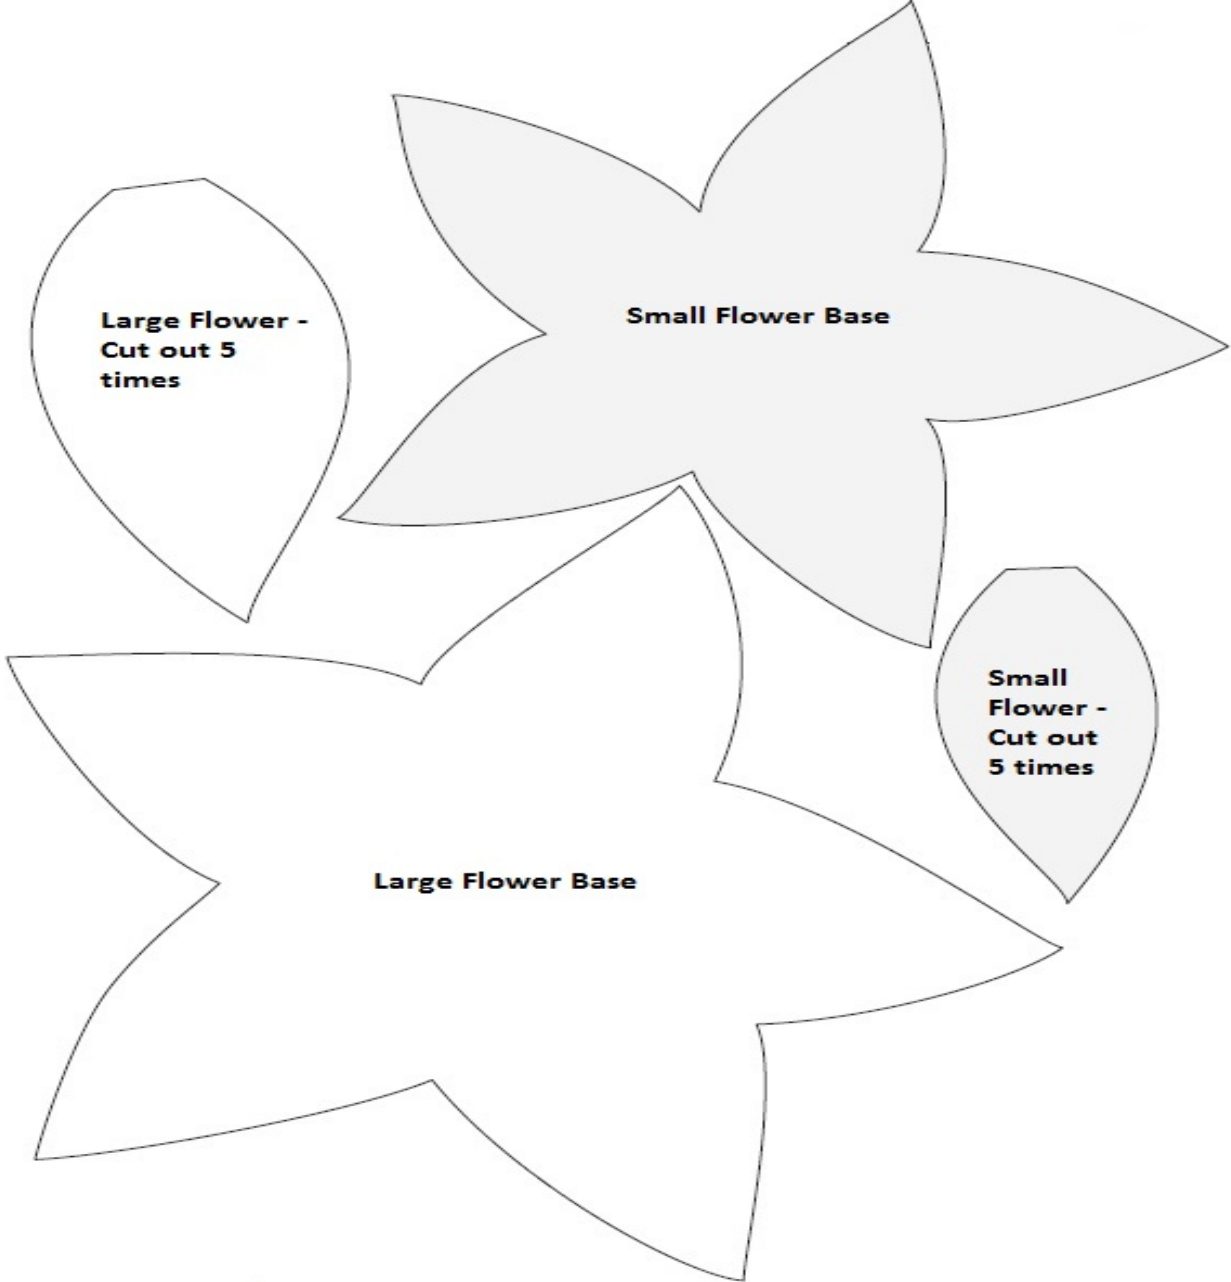 Small Flower Base
Large Flower -
Cut out 5
times
Small
Flower -
Cut out
5 times
Large Flower Base